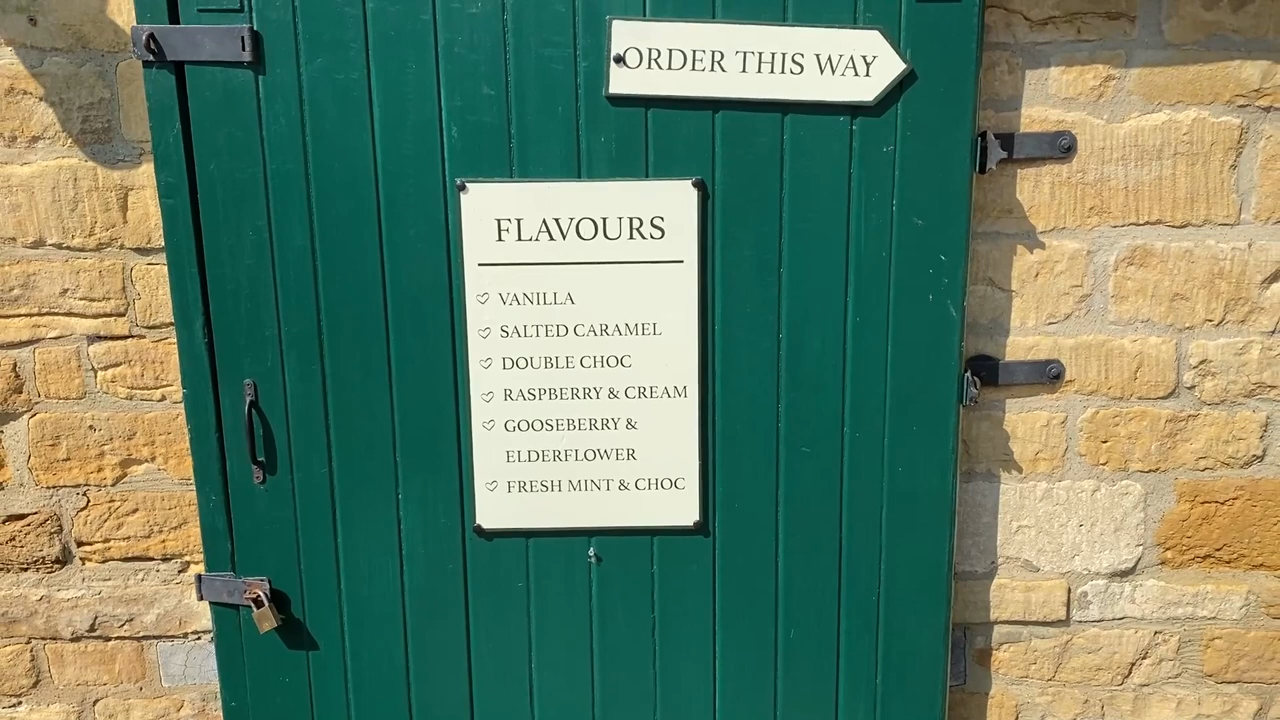 ORDER THIS WAY
FLAVOURS
VANILLA
SALTED CARAMEL
DOUBLE CHOC
RASPBERRY & CREAM
GOOSEBERRY &
ELDERFLOWER
FRESH MINT & CHOC